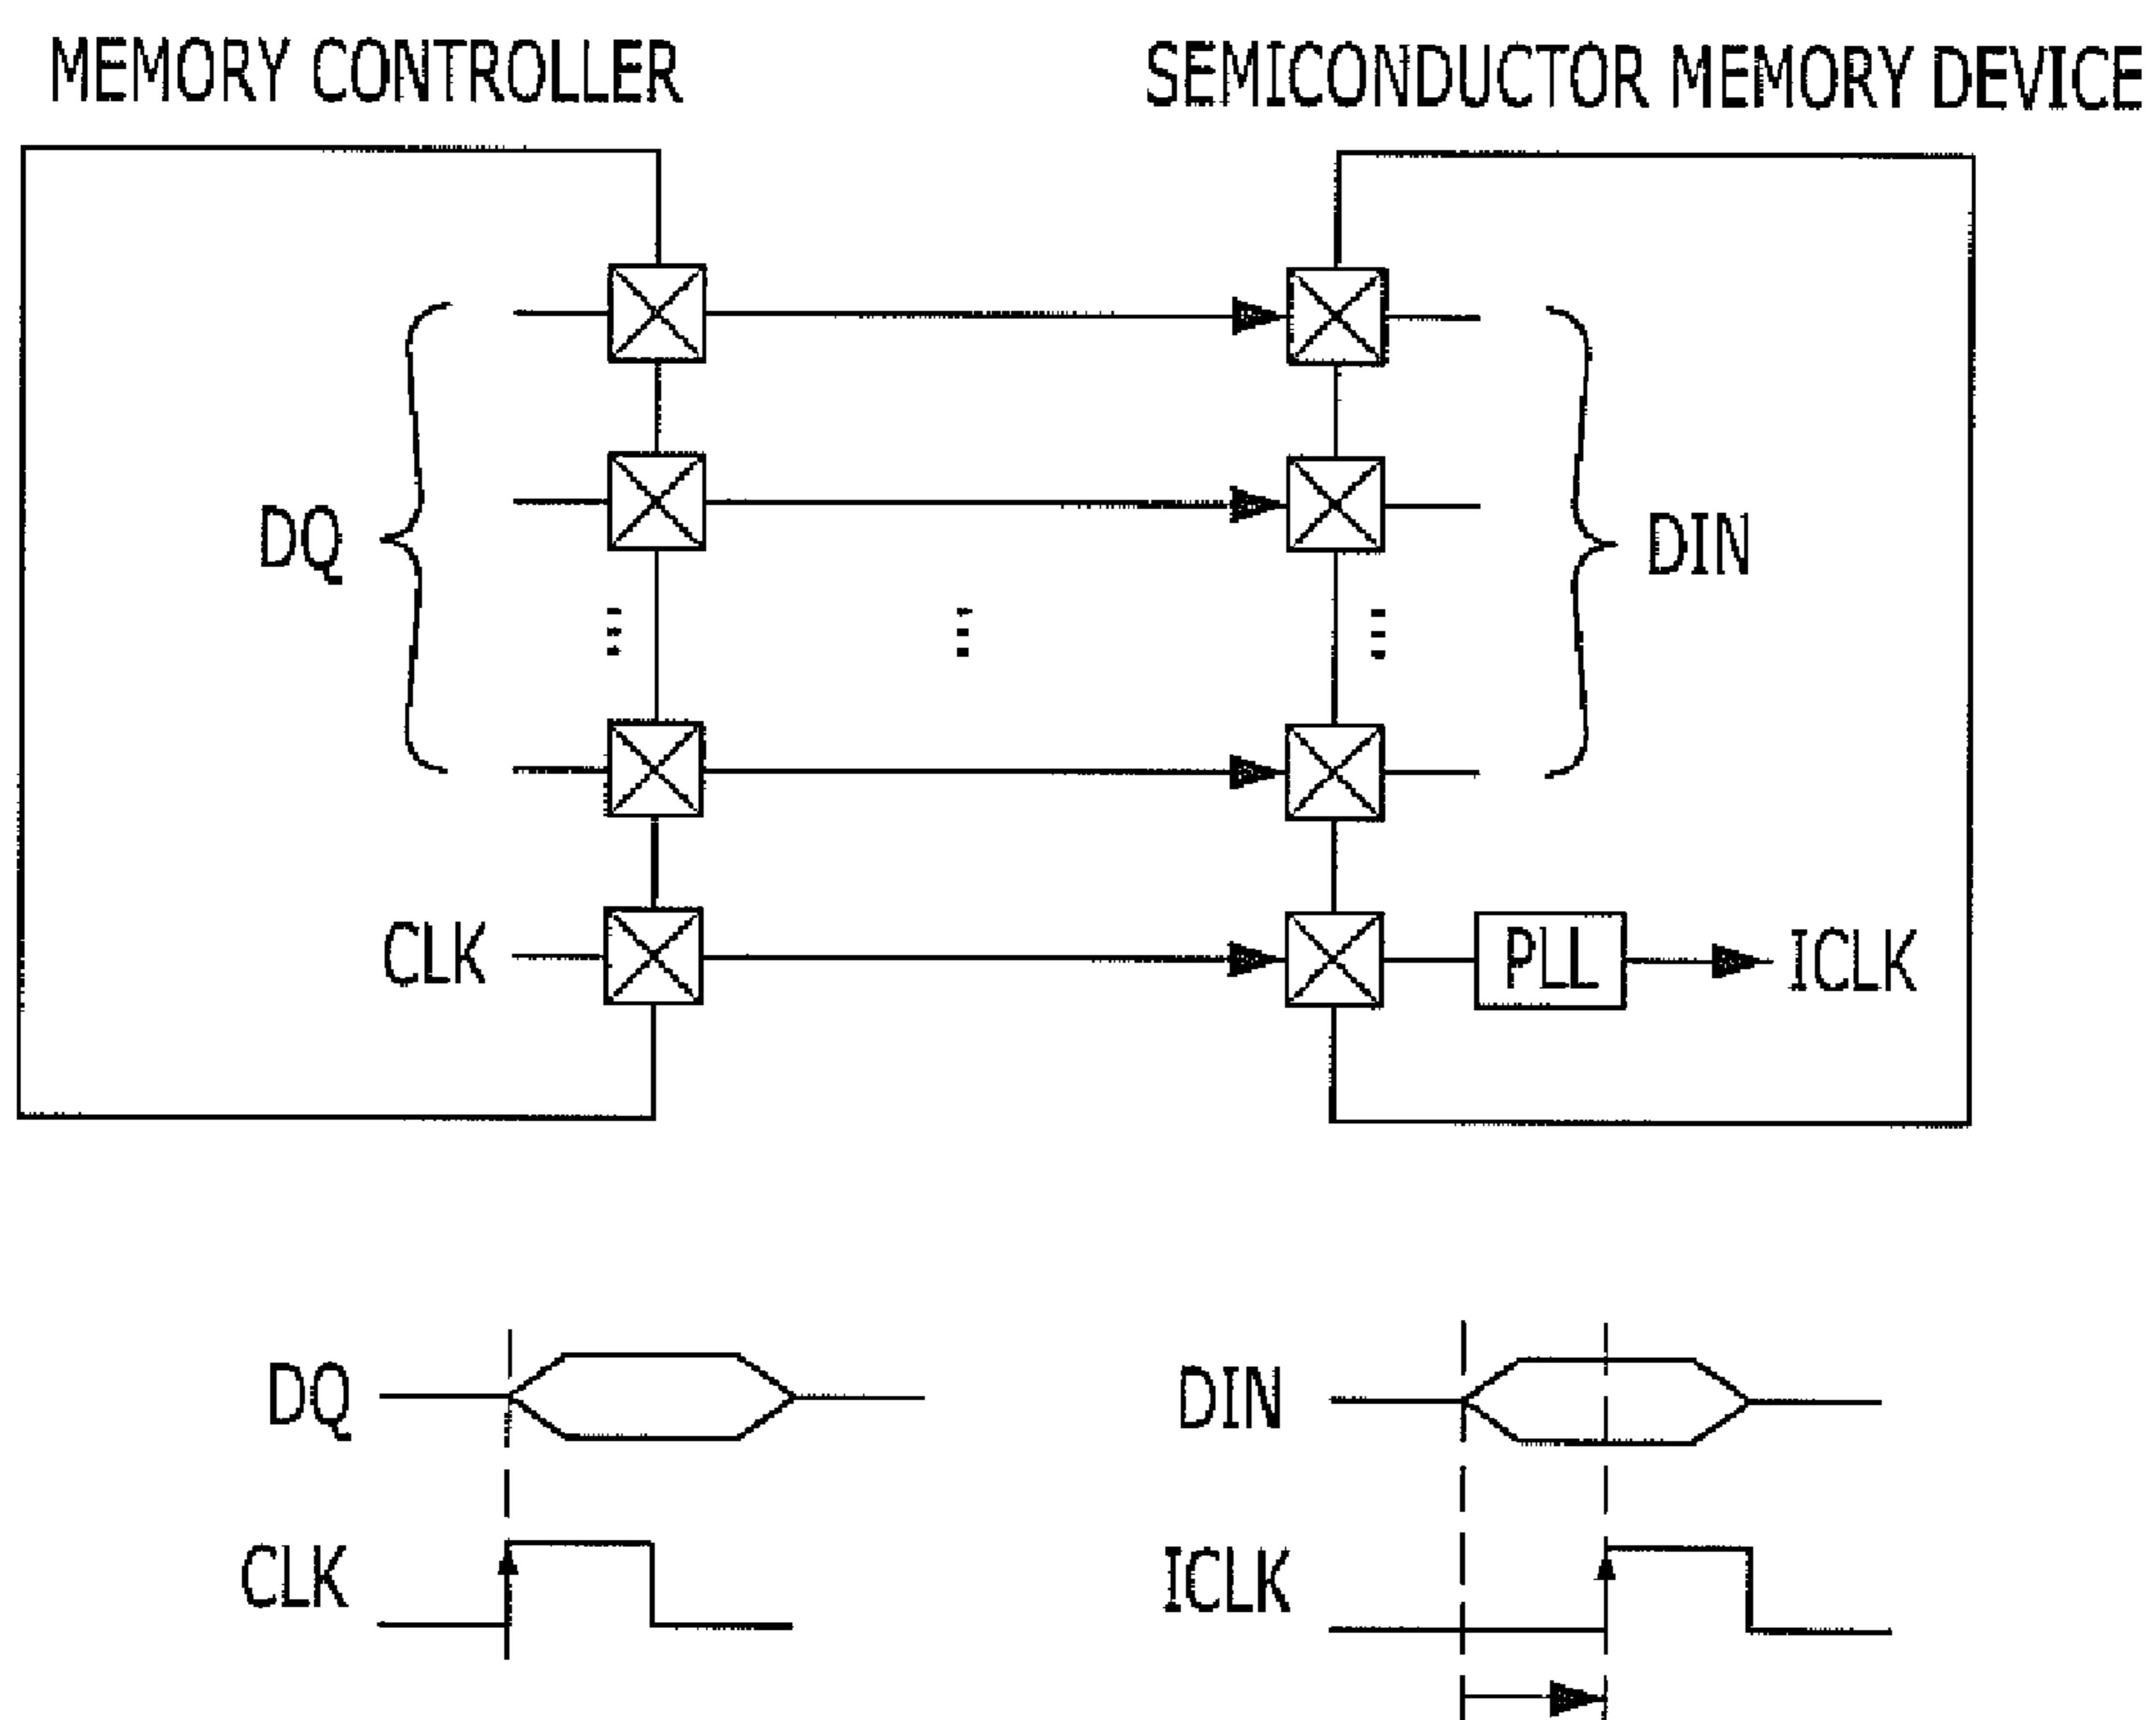 MEMORY CONTROLLER
SEMICONDUCTOR MEMORY DEVICE
DQ
DIN
CLK
PLL
ICLK
DQ
DIN
CLK
ICLK